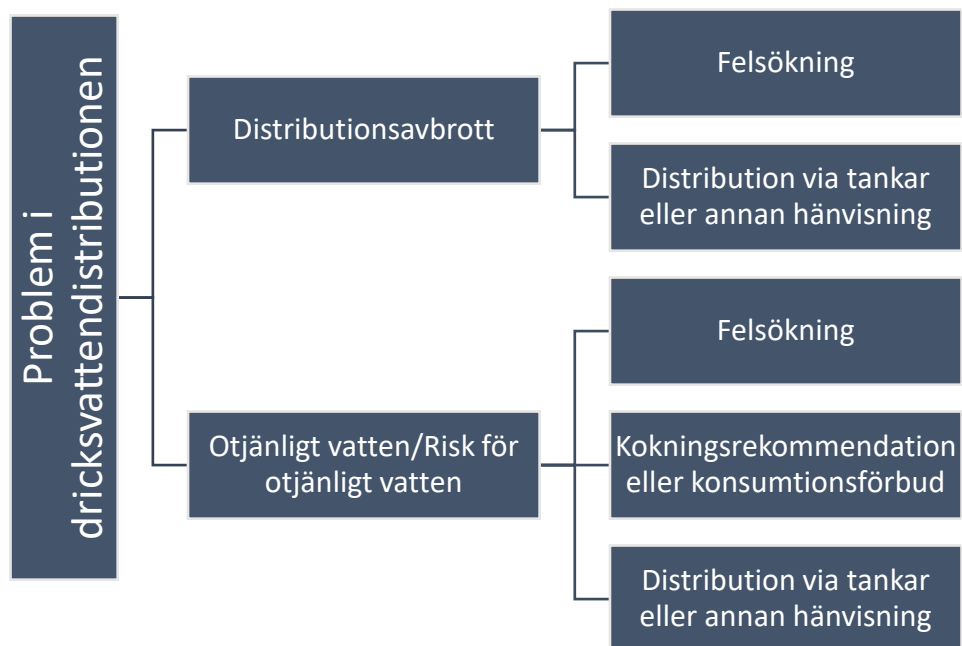 Problem i
dricksvattendistributionen
Distributionsavbrott
Felsökning
Distribution via tankar
eller annan hänvisning
Otjänligt vatten/Risk för
otjänligt vatten
Felsökning
Kokningsrekommendation
eller konsumtionsförbud
Distribution via tankar
eller annan hänvisning